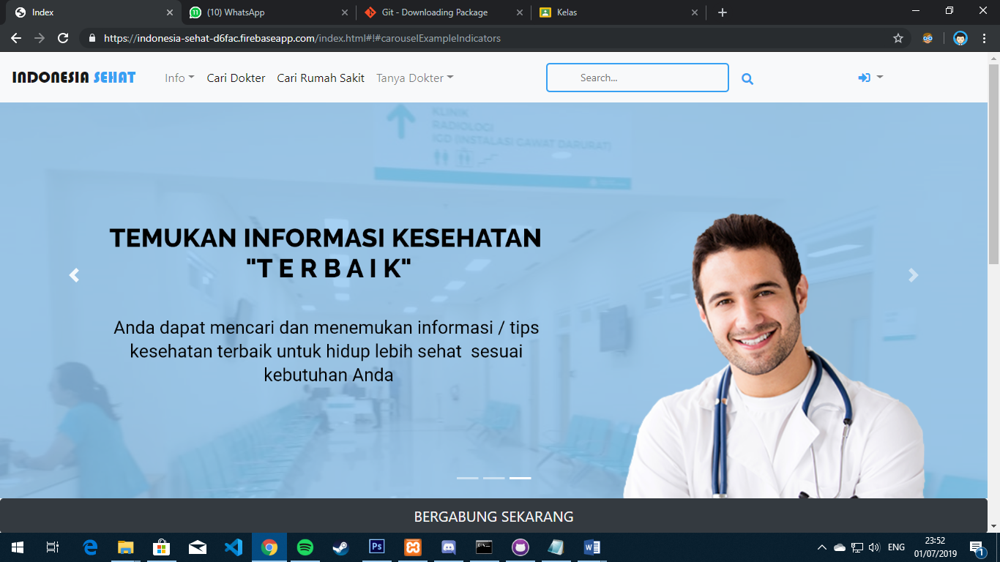 Index
(10) WhatsApp
Git - Downloading Package
Kelas
https://indonesia-sehat-d6fac.firebaseapp.com/index.html#!#carouselExampleIndicators
INDONESIA SEHAT
Info
Cari Dokter
Cari Rumah Sakit
Tanya Dokter
Search...
KLINIK
RADIOLOGI
IGD (INSTALASI GAWAT DARURAT)
TEMUKAN INFORMASI KESEHATAN
"T E R B A I K"
Anda dapat mencari dan menemukan informasi / tips
kesehatan terbaik untuk hidup lebih sehat  sesuai
kebutuhan Anda
BERGABUNG SEKARANG
11
Ps
ENG
23:52
01/07/2019
1